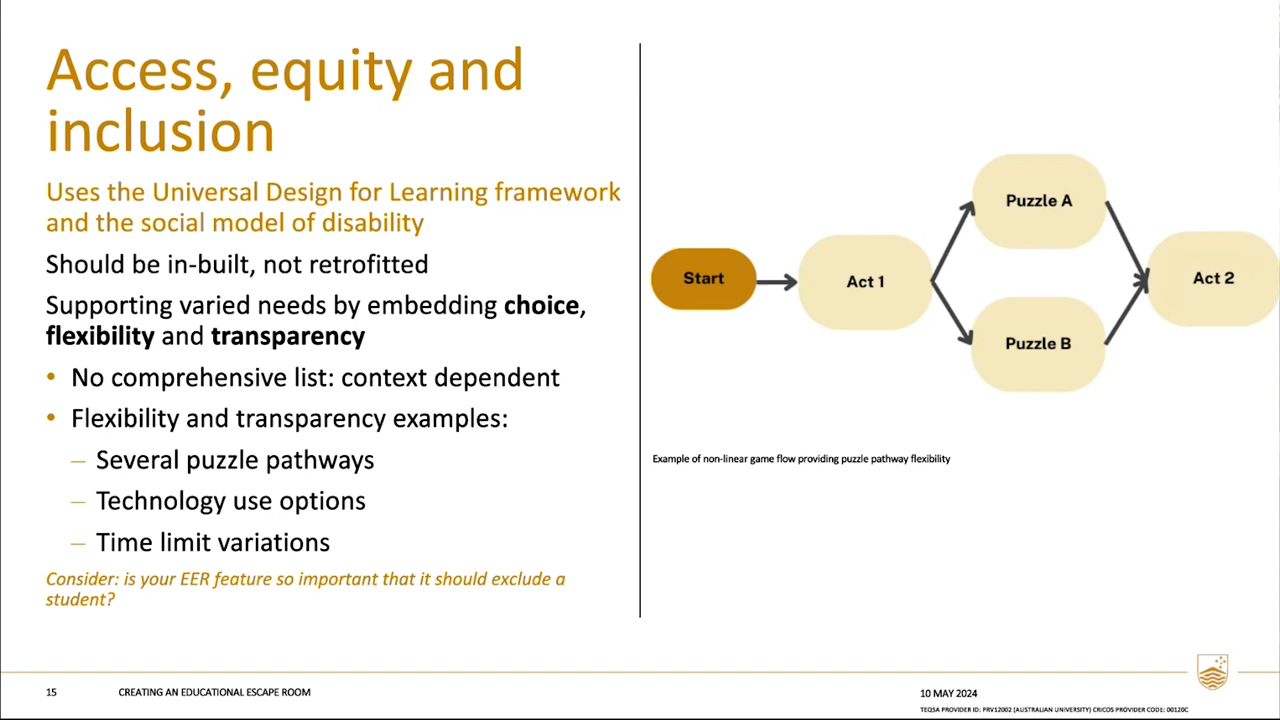 Access, equity and
inclusion
Uses the Universal Design for Learning framework
and the social model of disability
Should be in-built, not retrofitted
Supporting varied needs by embedding choice,
flexibility and transparency
• No comprehensive list: context dependent
• Flexibility and transparency examples:
– Several puzzle pathways
– Technology use options
– Time limit variations
Consider: is your EER feature so important that it should exclude a
student?
Start
Act 1
Puzzle A
Puzzle B
Act 2
Example of non-linear game flow providing puzzle pathway flexibility
15
CREATING AN EDUCATIONAL ESCAPE ROOM
10 MAY 2024
TEQSA PROVIDER ID: PRV12002 (AUSTRALIAN UNIVERSITY) CRICOS PROVIDER CODE: 00120C